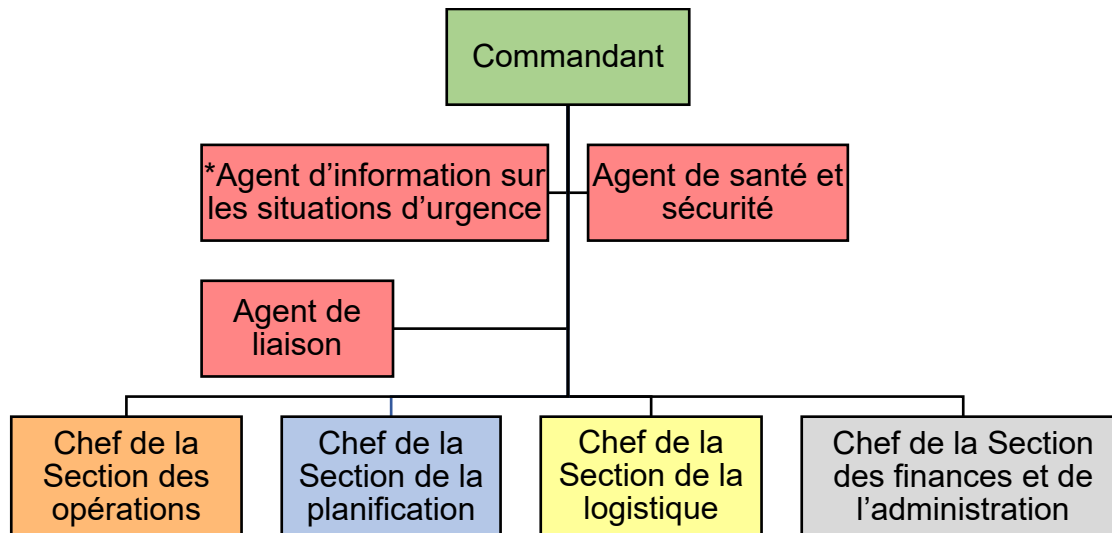 Commandant
*Agent d’information sur
les situations d’urgence
Agent de santé et
sécurité
Agent de
liaison
Chef de la
Section des
opérations
Chef de la
Section de la
planification
Chef de la
Section de la
logistique
Chef de la Section
des finances et de
l’administration